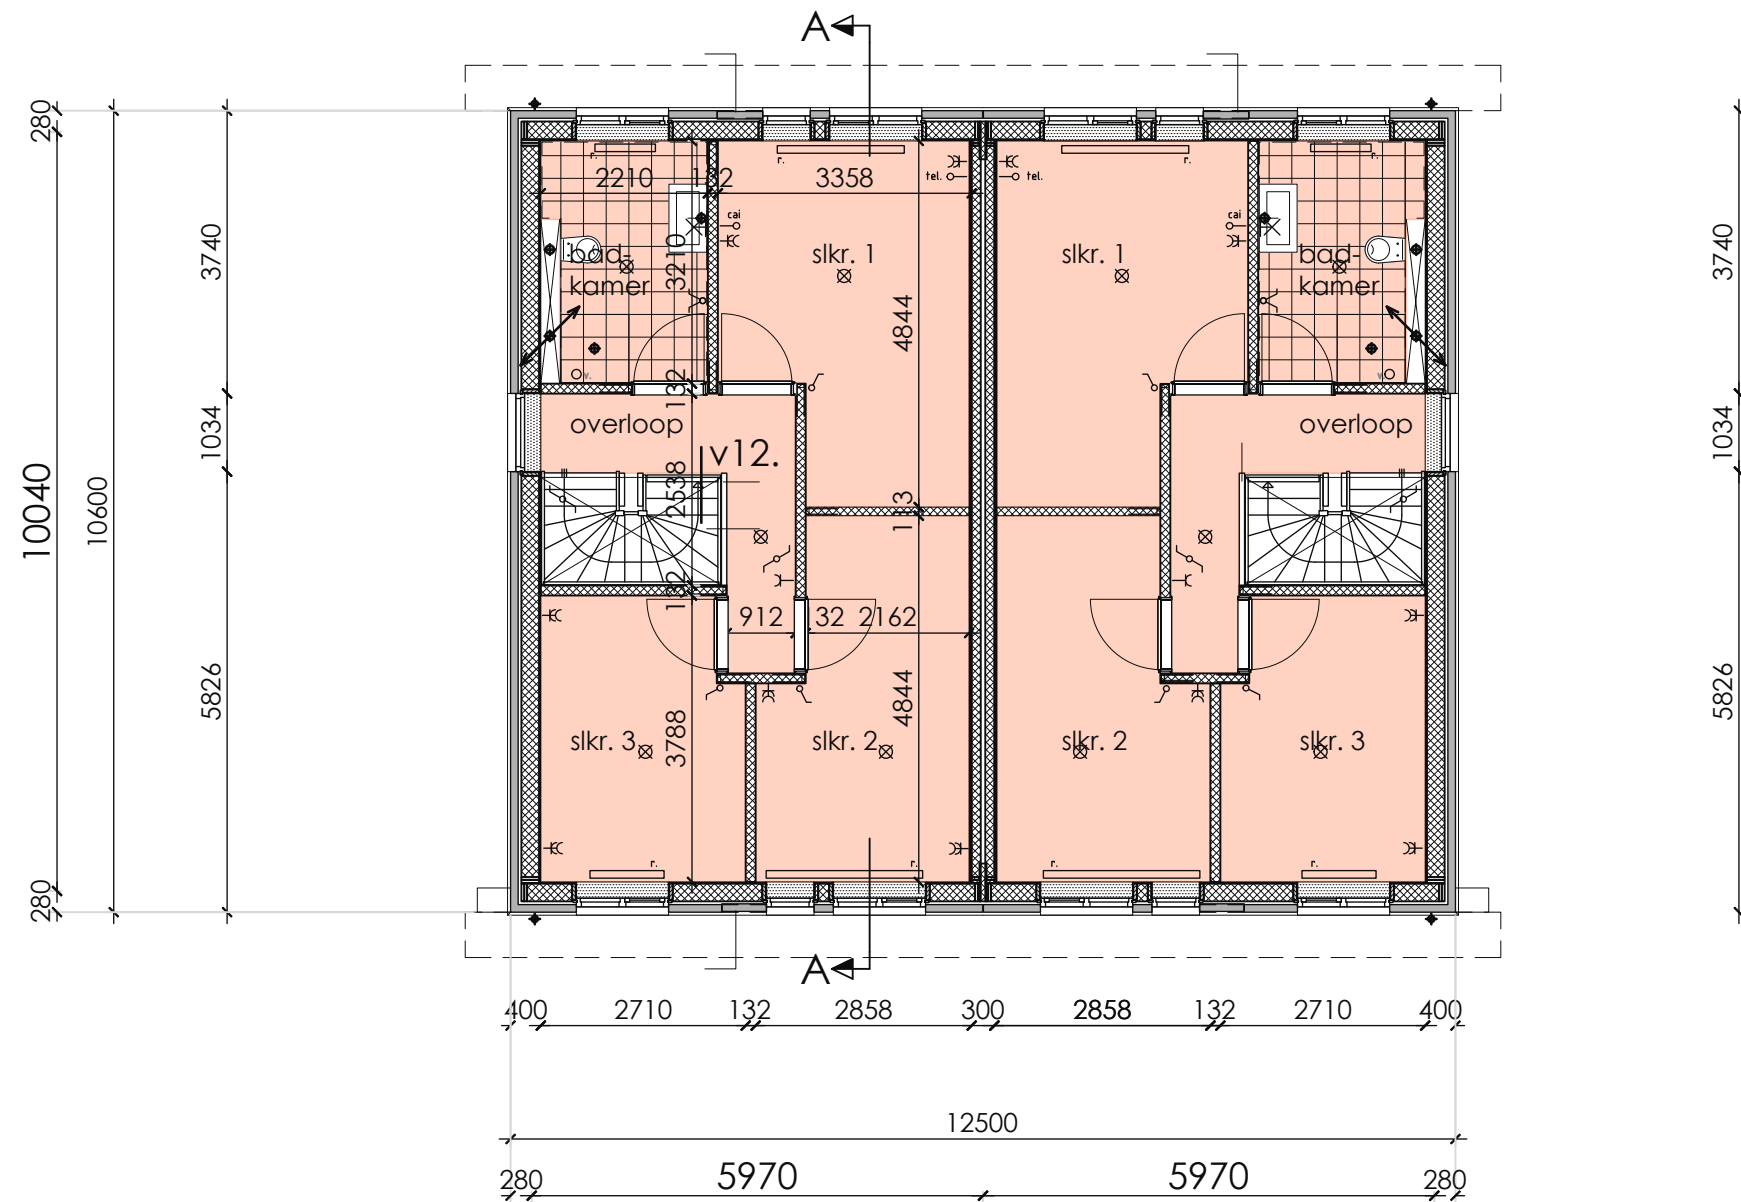 A
280
10040
280
10600
3740
1034
5826
3740
1034
5826
r.
r.
r.
r.
2210
132
3358
tel.
tel.
cai
cai
3210
bad-
kamer
slkr. 1
slkr. 1
bad-
kamer
4844
v.
v.
132
overloop
overloop
v12.
2538
113
132
912
32
2162
4844
3788
slkr. 3
slkr. 2
slkr. 2
slkr. 3
r.
r.
r.
r.
A
400
2710
132
2858
300
2858
132
2710
400
12500
280
5970
5970
280